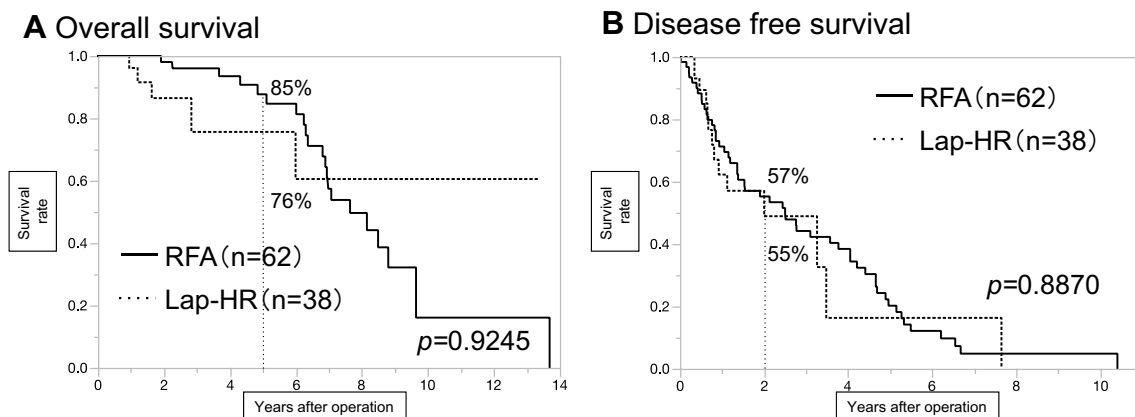 A Overall survival
1.0
0.8
0.6
0.4
0.2
0.0
Survival
rate
85%
76%
RFA(n=62)
Lap-HR(n=38)
p=0.9245
0 2 4 6 8 10 12 14
Years after operation
B Disease free survival
1.0
0.8
0.6
0.4
0.2
0.0
Survival
rate
RFA(n=62)
Lap-HR(n=38)
57%
55%
p=0.8870
0 2 4 6 8 10
Years after operation